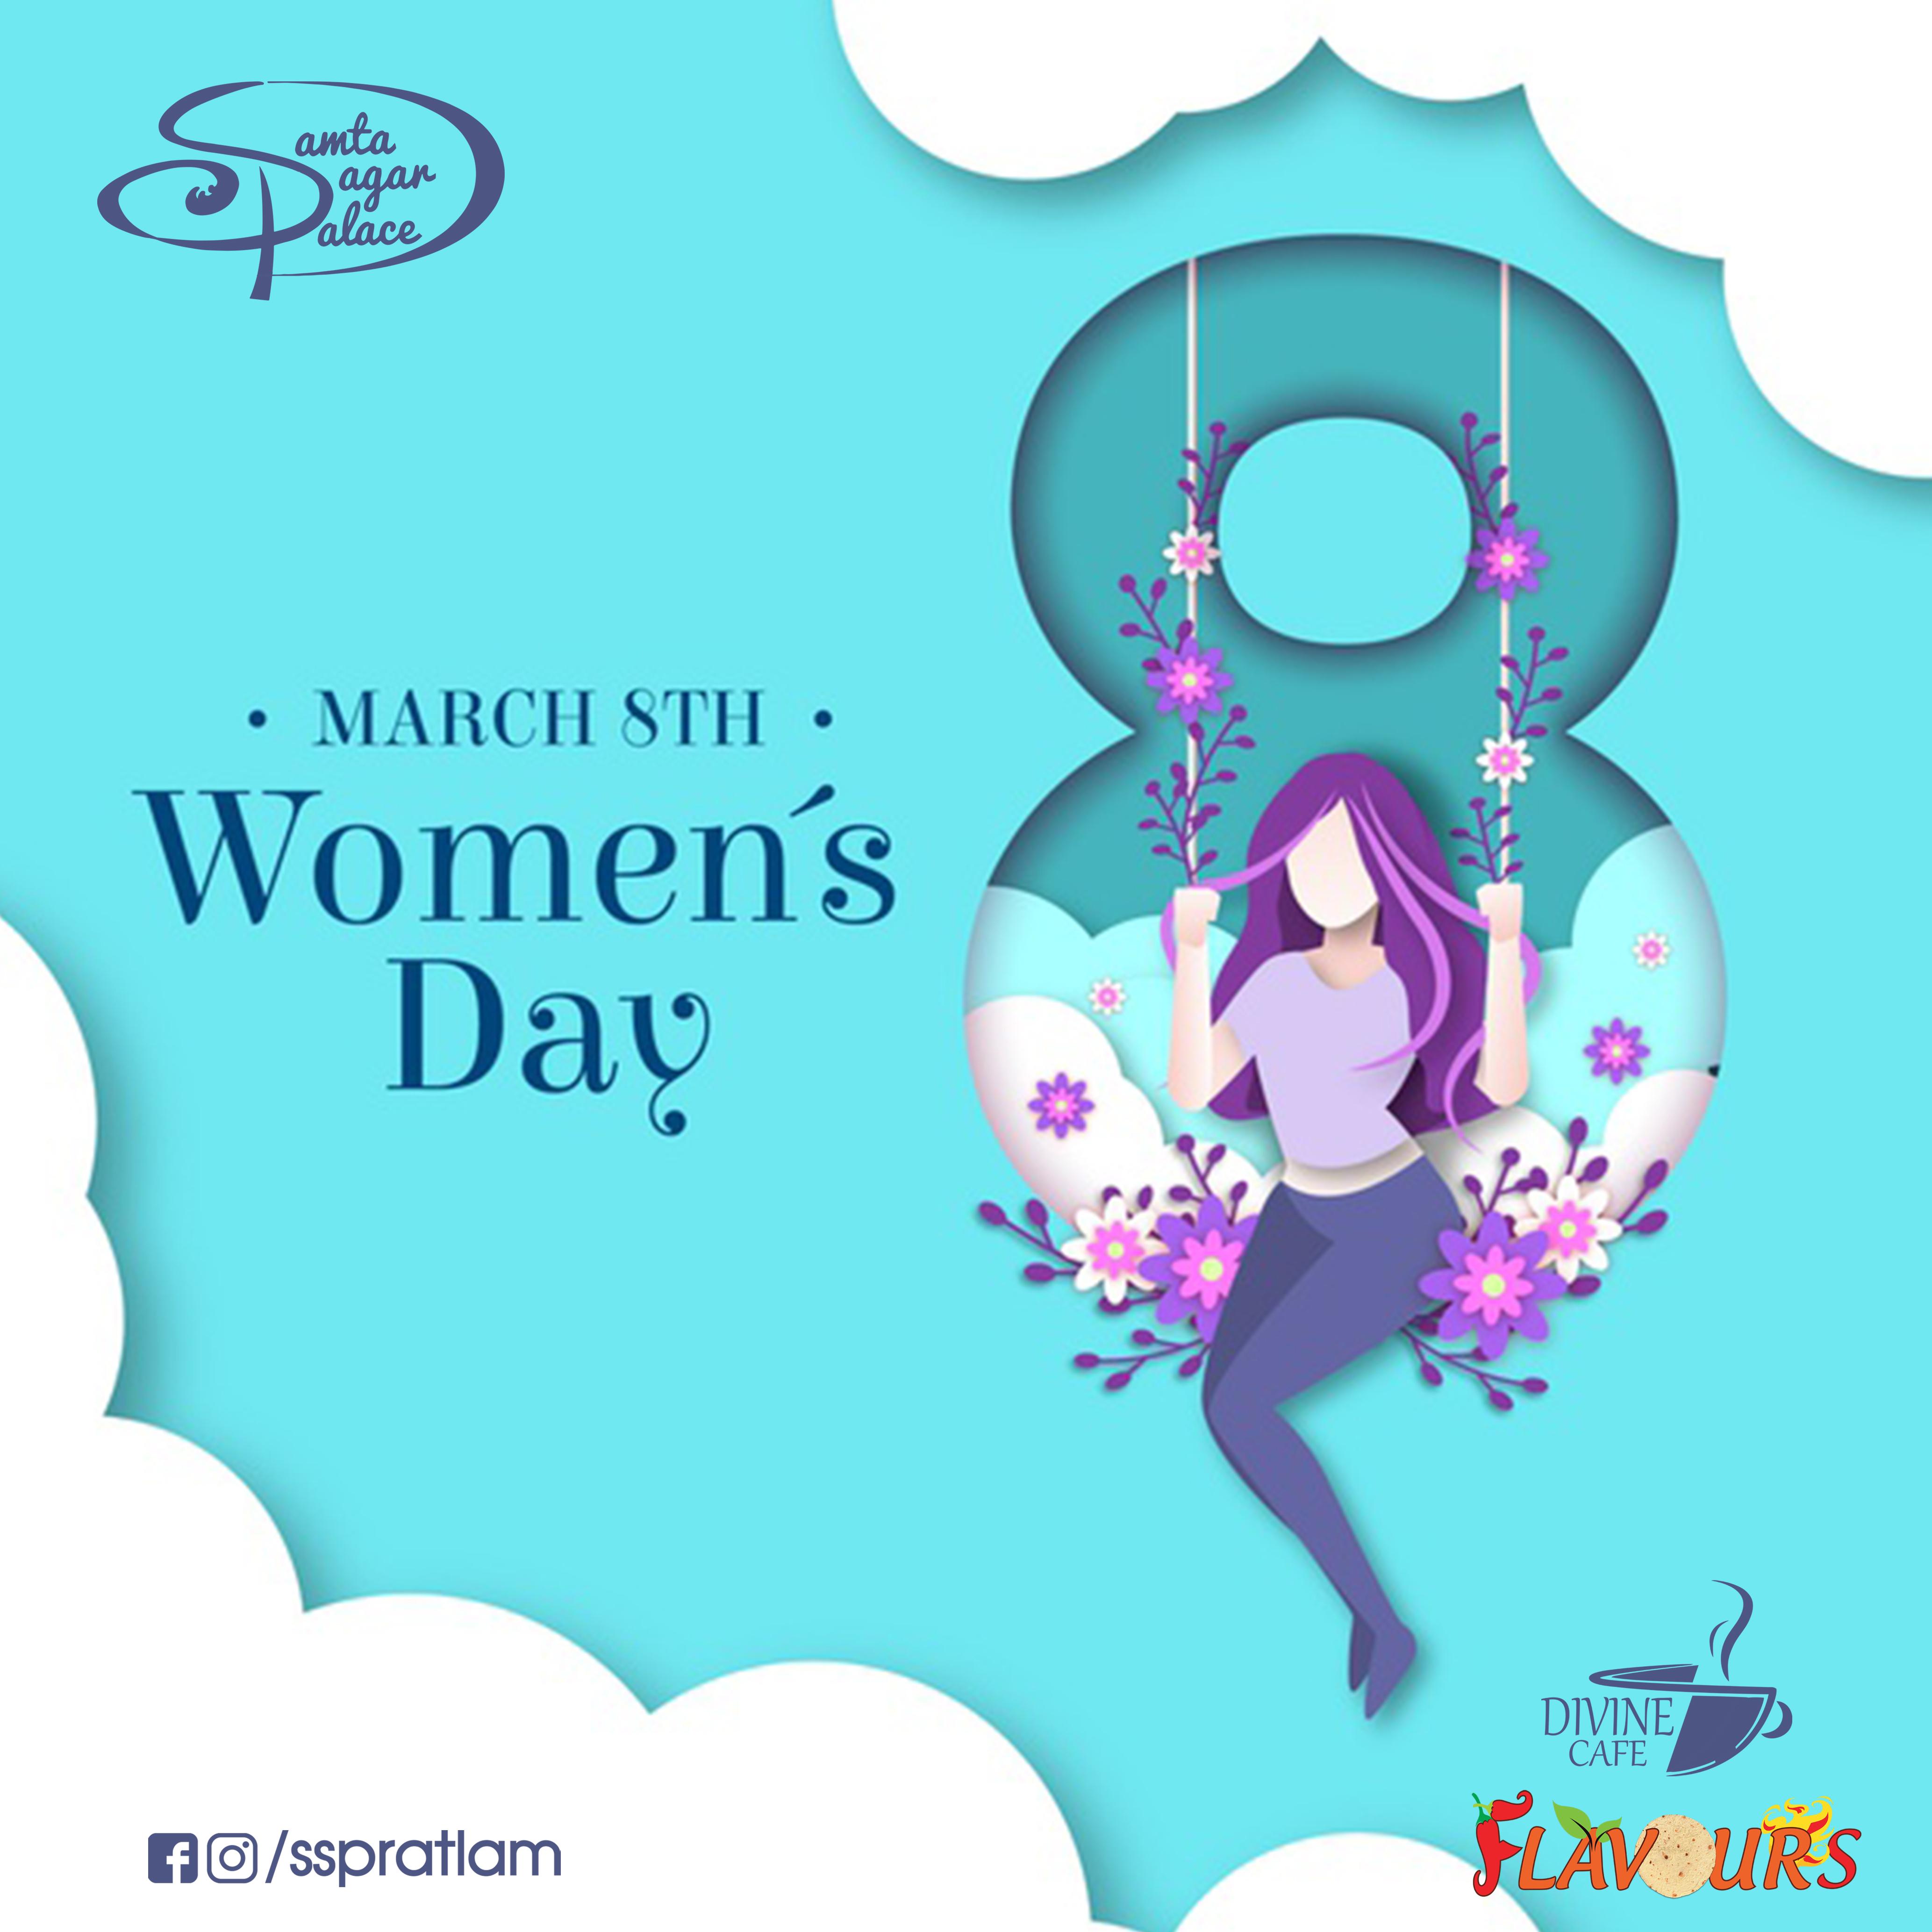 Samta
Sagar
Palace
• MARCH 8TH •
Women´s
Day
DIVINE
CAFE
FLAVOURS
/sspratlam